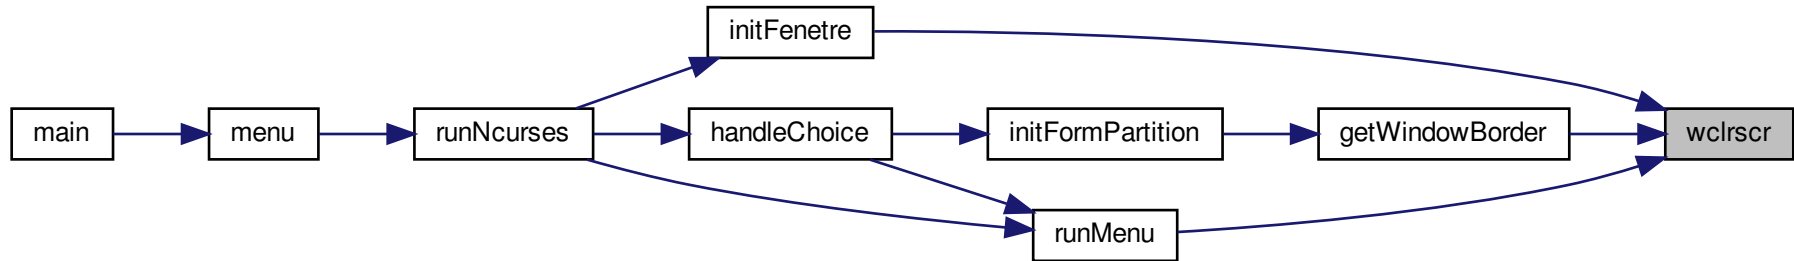 initFenetre
main
menu
runNcurses
handleChoice
initFormPartition
getWindowBorder
wclrscr
runMenu